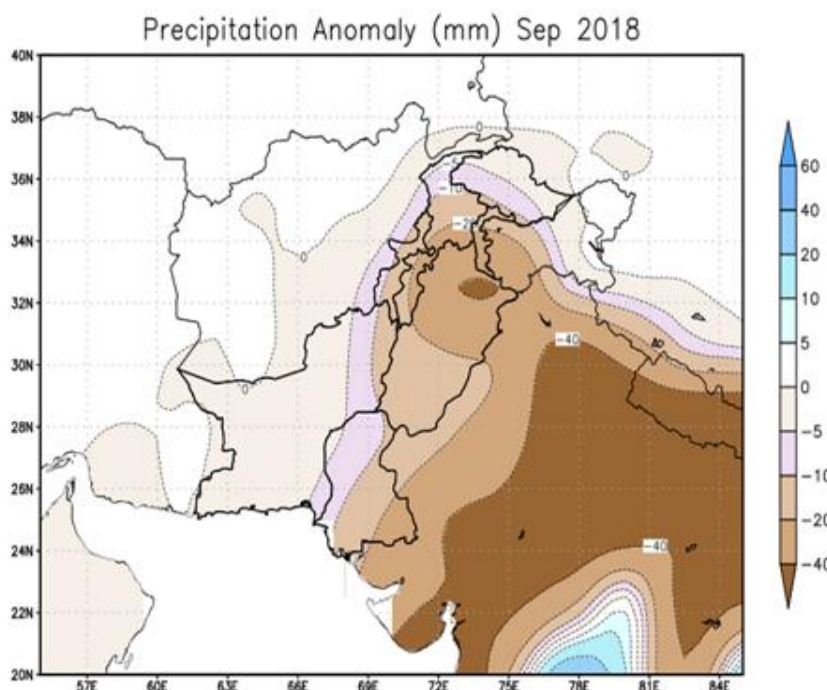 Precipitation Anomaly (mm) Sep 2018
40N
38N
36N
34N
32N
30N
28N
26N
24N
22N
20N
57E
60E
63E
66E
69E
72E
75E
78E
81E
84E
0
0
-5
-10
-20
0
-40
0
-40
60
40
20
10
5
0
-5
-10
-20
-40